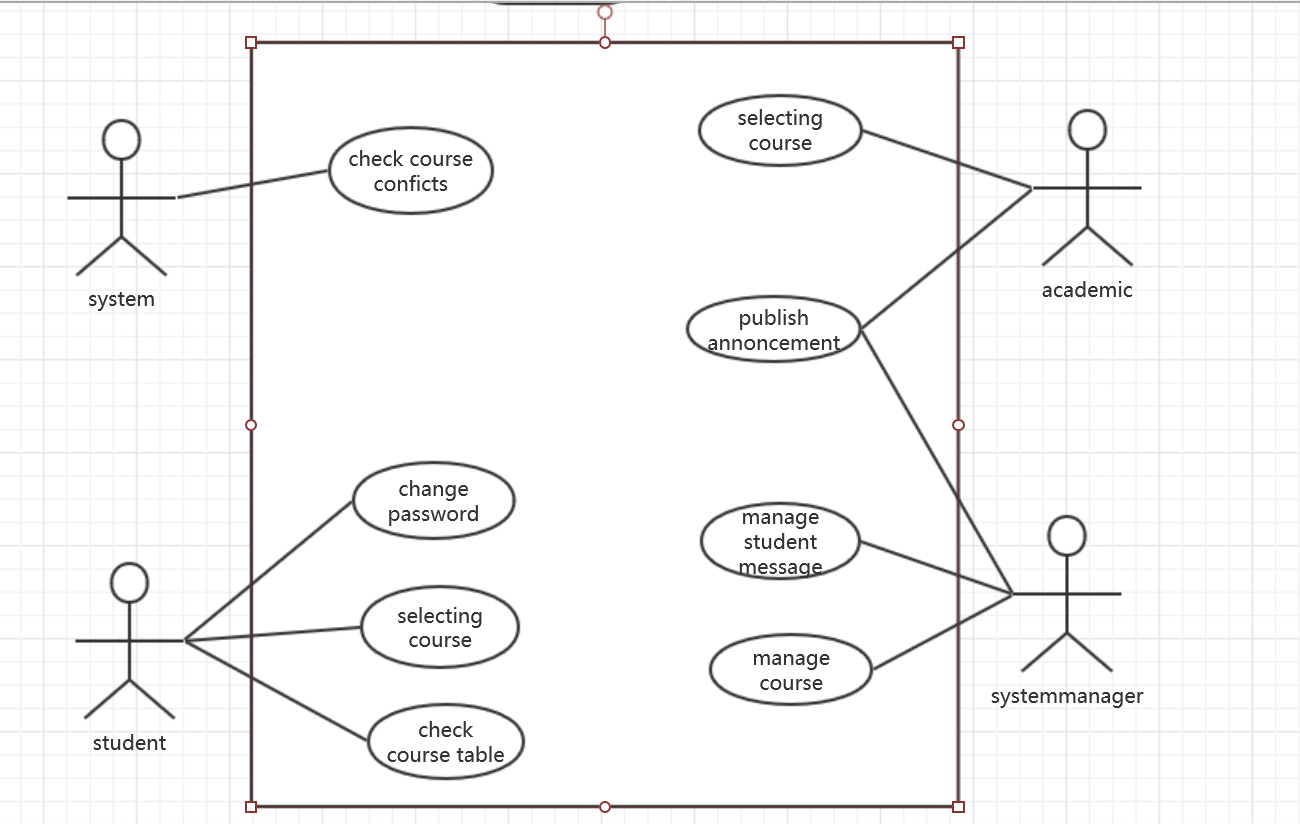 selecting
course
check course
conficts
system
academic
publish
annoncement
change
password
manage
student
message
selecting
course
manage
course
systemmanager
check
course table
student